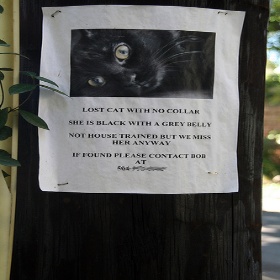 LOST CAT WITH NO COLLAR
SHE IS BLACK WITH A GREY BELLY
NOT HOUSE TRAINED BUT WE MISS
HER ANYWAY
IF FOUND PLEASE CONTACT BOB
AT